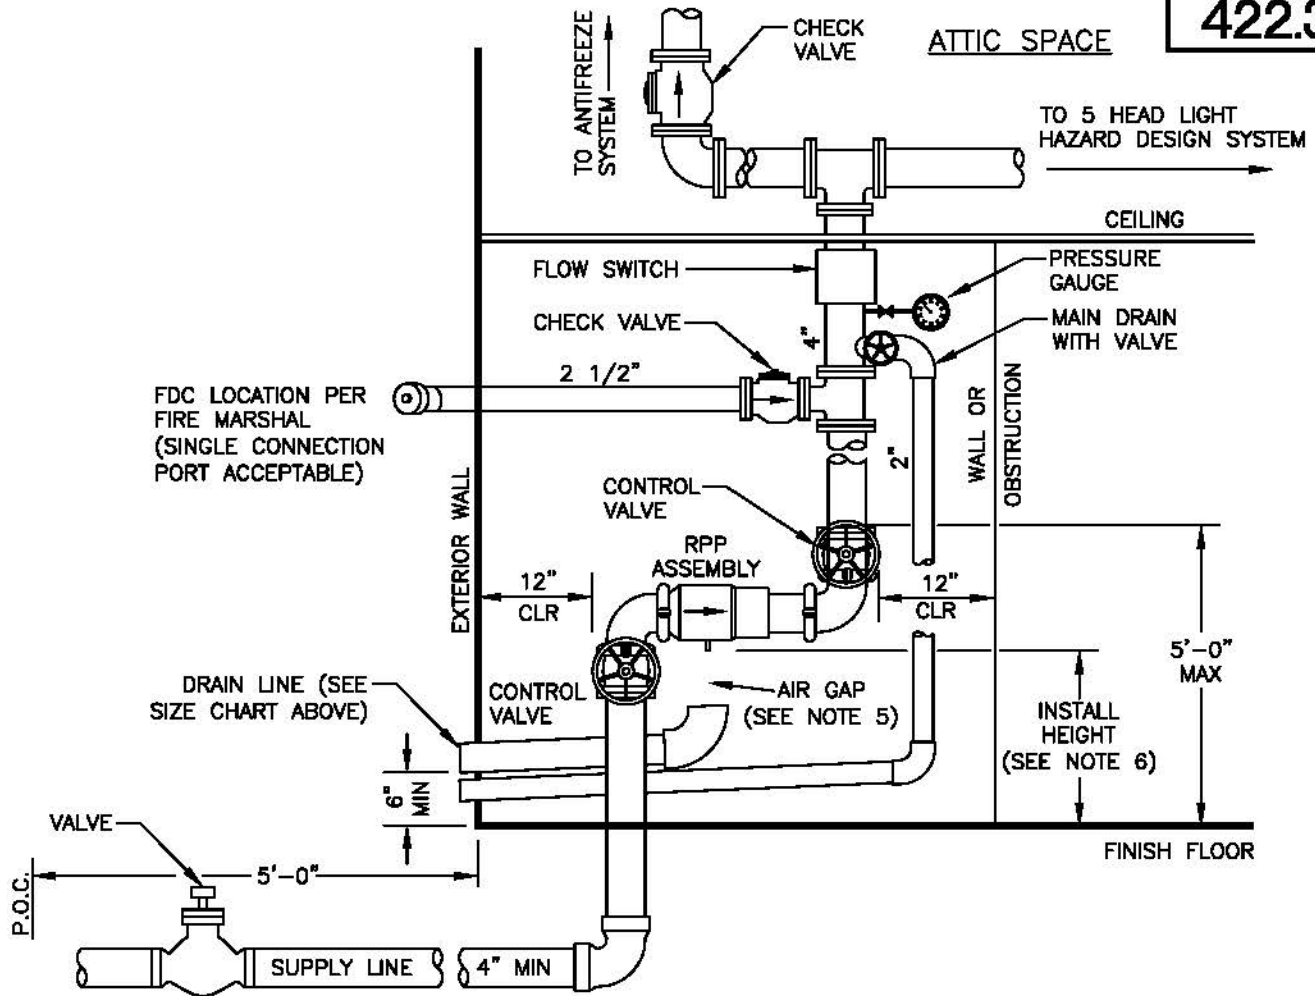 422.3
ATTIC SPACE
CHECK
VALVE
TO ANTIFREEZE
SYSTEM
TO 5 HEAD LIGHT
HAZARD DESIGN SYSTEM
CEILING
FLOW SWITCH
PRESSURE
GAUGE
CHECK VALVE
4"
MAIN DRAIN
WITH VALVE
2 1/2"
FDC LOCATION PER
FIRE MARSHAL
(SINGLE CONNECTION
PORT ACCEPTABLE)
WALL OR
OBSTRUCTION
2"
EXTERIOR WALL
CONTROL
VALVE
RPP
ASSEMBLY
12"
CLR
12"
CLR
5'-0"
MAX
DRAIN LINE (SEE
SIZE CHART ABOVE)
CONTROL
VALVE
AIR GAP
(SEE NOTE 5)
INSTALL
HEIGHT
(SEE NOTE 6)
6"
MIN
VALVE
FINISH FLOOR
P.O.C.
5'-0"
SUPPLY LINE
4" MIN